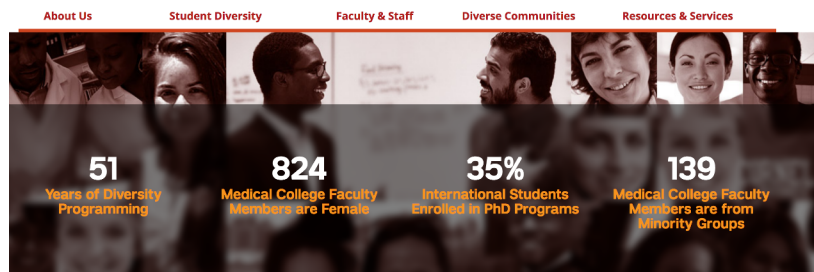 About Us
Student Diversity
Faculty & Staff
Diverse Communities
Resources & Services
51
Years of Diversity
Programming
824
Medical College Faculty
Members are Female
35%
International Students
Enrolled in PhD Programs
139
Medical College Faculty
Members are from
Minority Groups